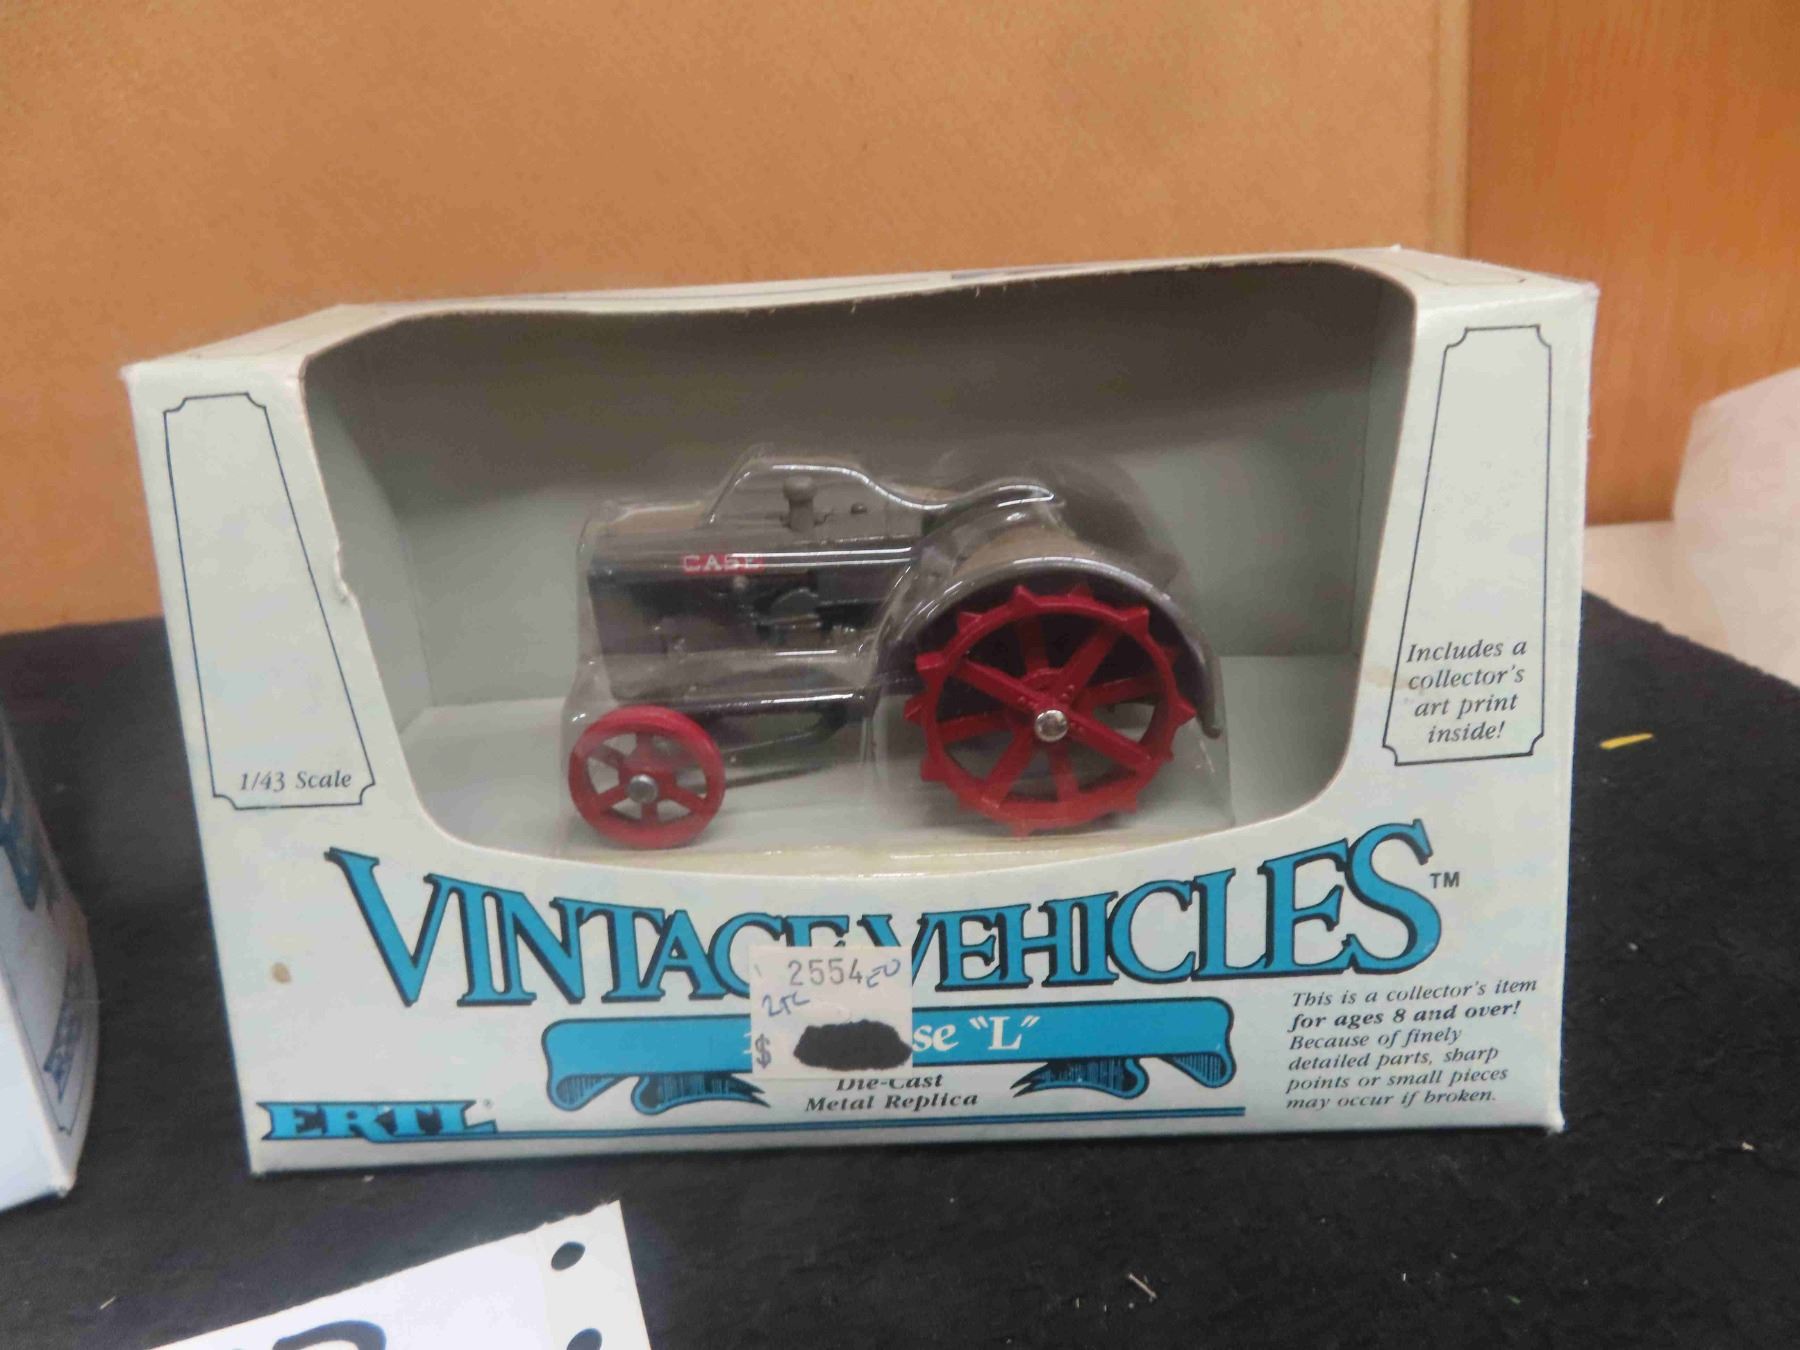 CASE
Includes a
collector's
art print
inside!
1/43 Scale
VINTAGE VEHICLES™
2554
$
"L"
Die-Cast
Metal Replica
ERTL®
This is a collector's item
for ages 8 and over!
Because of finely
detailed parts, sharp
points or small pieces
may occur if broken.